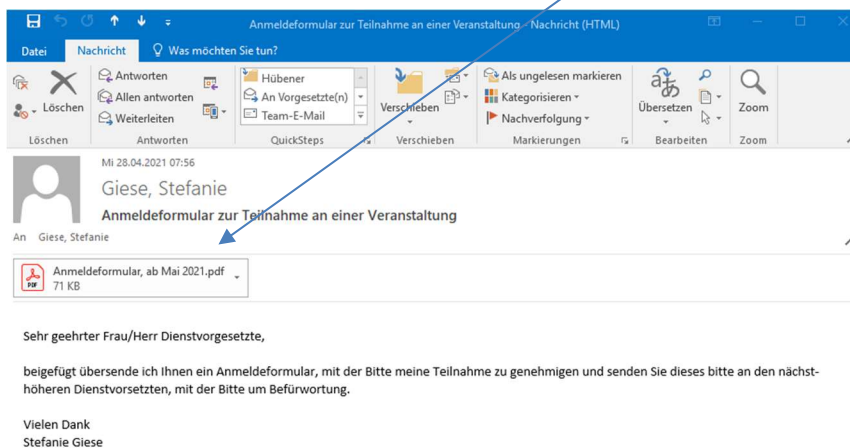 Anmeldeformular zur Teilnahme an einer Veranstaltung - Nachricht (HTML)
Datei Nachricht Was möchten Sie tun?
Löschen
Antworten
Allen antworten
Weiterleiten
Hübener
An Vorgesetzte(n)
Team-E-Mail
Verschieben
Als ungelesen markieren
Kategorisieren
Nachverfolgung
Übersetzen
Zoom
Löschen Antworten QuickSteps Verschieben Markierungen Bearbeiten Zoom
Mi 28.04.2021 07:56
Giese, Stefanie
Anmeldeformular zur Teilnahme an einer Veranstaltung
An Giese, Stefanie
PDF
Anmeldeformular, ab Mai 2021.pdf
71 KB
Sehr geehrter Frau/Herr Dienstvorgesetzte,
beigefügt übersende ich Ihnen ein Anmeldeformular, mit der Bitte meine Teilnahme zu genehmigen und senden Sie dieses bitte an den nächst-
höheren Dienstvorsetzten, mit der Bitte um Befürwortung.
Vielen Dank
Stefanie Giese